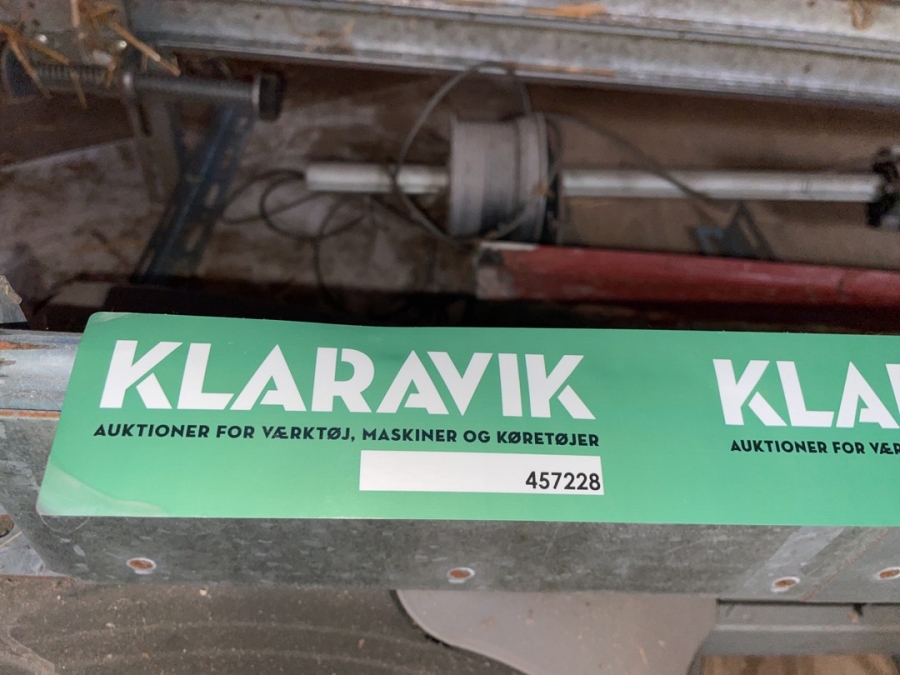 KLARAVIK
AUKTIONER FOR VÆRKTØJ, MASKINER OG KØRETØJER
457228
KLA
AUKTIONER FOR VÆR